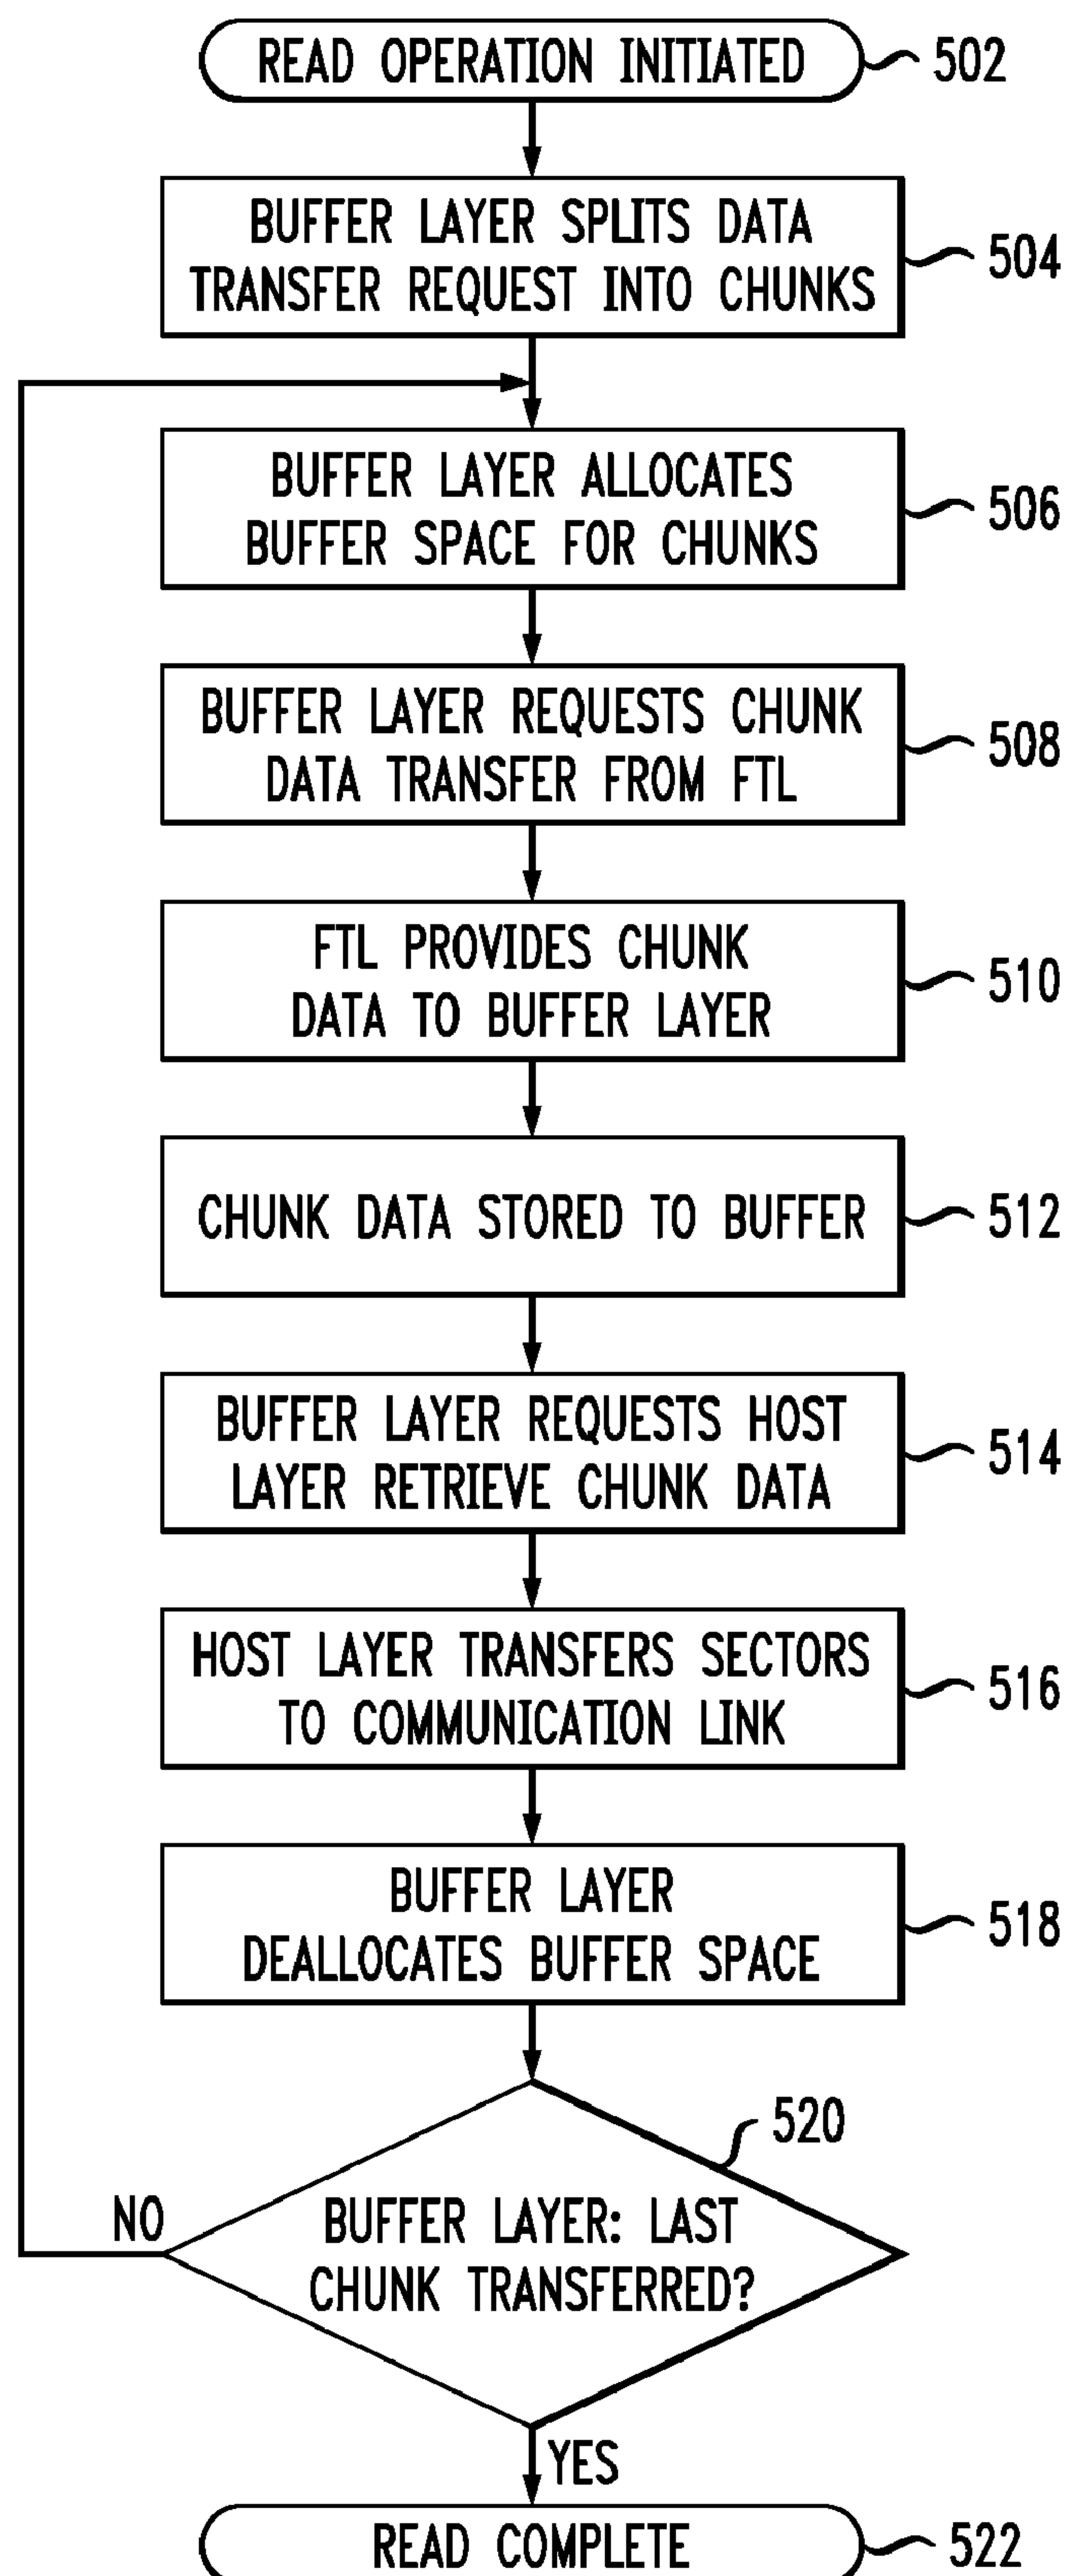 READ OPERATION INITIATED
502
BUFFER LAYER SPLITS DATA
TRANSFER REQUEST INTO CHUNKS
504
BUFFER LAYER ALLOCATES
BUFFER SPACE FOR CHUNKS
506
BUFFER LAYER REQUESTS CHUNK
DATA TRANSFER FROM FTL
508
FTL PROVIDES CHUNK
DATA TO BUFFER LAYER
510
CHUNK DATA STORED TO BUFFER
512
BUFFER LAYER REQUESTS HOST
LAYER RETRIEVE CHUNK DATA
514
HOST LAYER TRANSFERS SECTORS
TO COMMUNICATION LINK
516
BUFFER LAYER
DEALLOCATES BUFFER SPACE
518
520
NO
BUFFER LAYER: LAST
CHUNK TRANSFERRED?
YES
READ COMPLETE
522